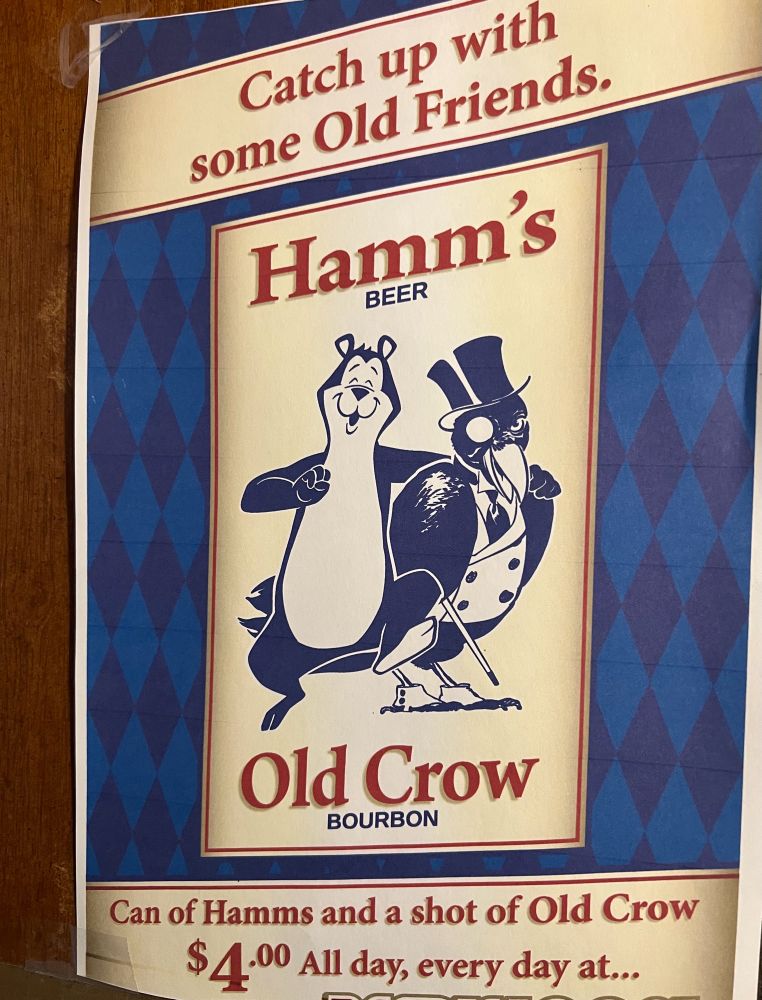 Catch up with
some Old Friends.
Hamm's
BEER
Old Crow
BOURBON
Can of Hamms and a shot of Old Crow
$4.00 All day, every day at...